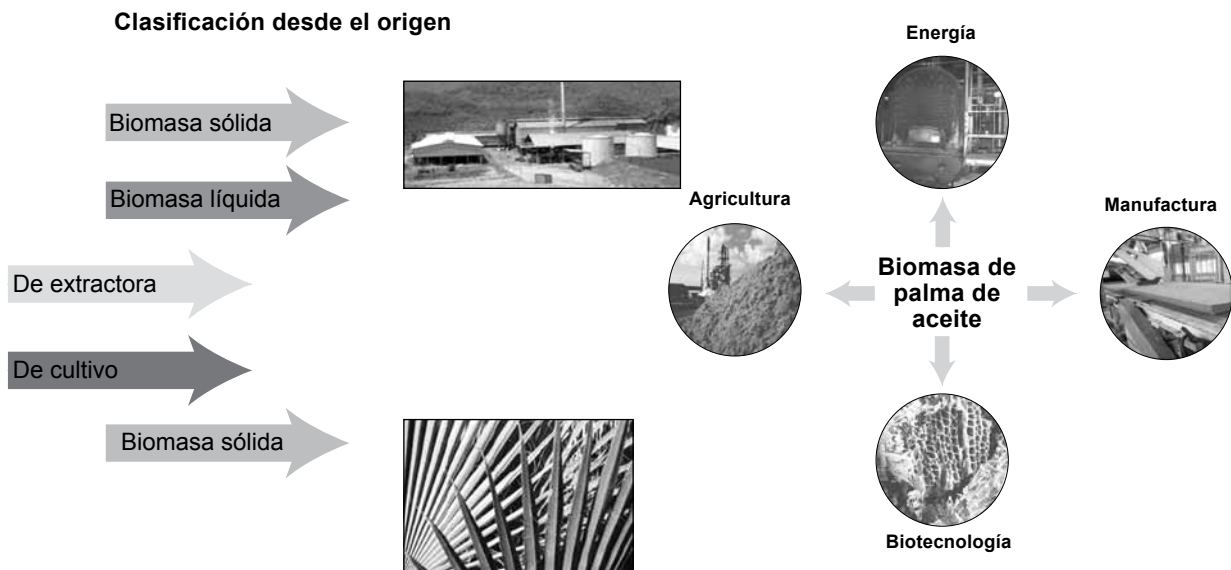 Clasificación desde el origen
Biomasa sólida
Biomasa líquida
De extractora
De cultivo
Biomasa sólida
Energía
Agricultura
Manufactura
Biomasa de
palma de
aceite
Biotecnología